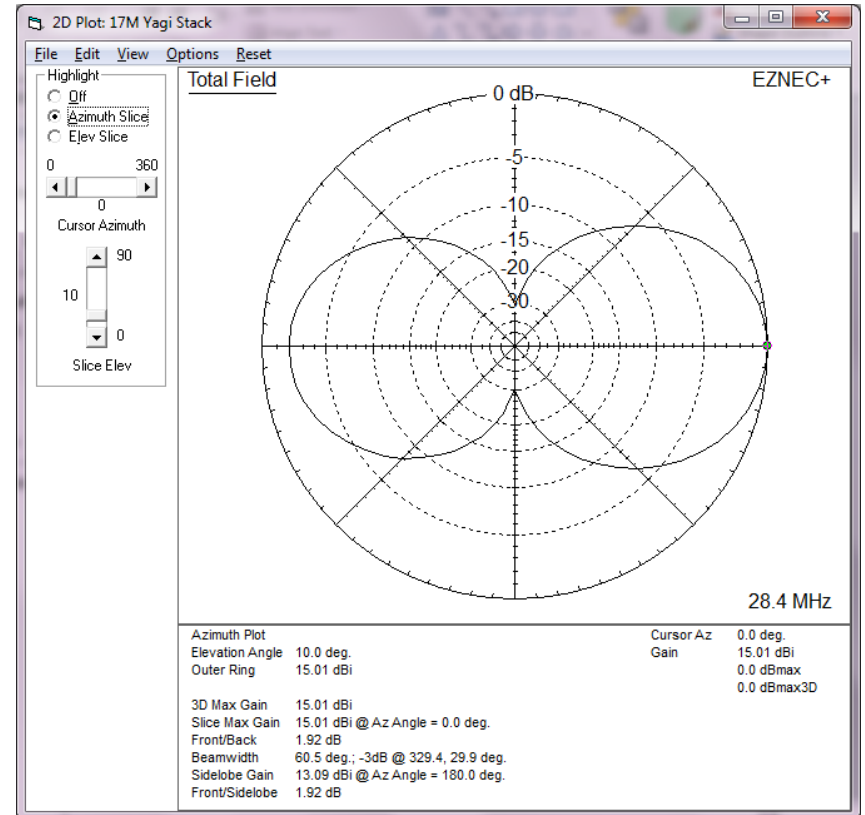 2D Plot: 17M Yagi Stack
File Edit View Options Reset
Highlight
Off
Azimuth Slice
Elev Slice
0 360
0
Cursor Azimuth
90
10
0
Slice Elev
Total Field
EZNEC+
0 dB
-5
-10
-15
-20
-30
28.4 MHz
Azimuth Plot Cursor Az 0.0 deg.
Elevation Angle 10.0 deg. Gain 15.01 dBi
Outer Ring 15.01 dBi 0.0 dBmax
0.0 dBmax3D
3D Max Gain 15.01 dBi
Slice Max Gain 15.01 dBi @ Az Angle = 0.0 deg.
Front/Back 1.92 dB
Beamwidth 60.5 deg.; -3dB @ 329.4, 29.9 deg.
Sidelobe Gain 13.09 dBi @ Az Angle = 180.0 deg.
Front/Sidelobe 1.92 dB